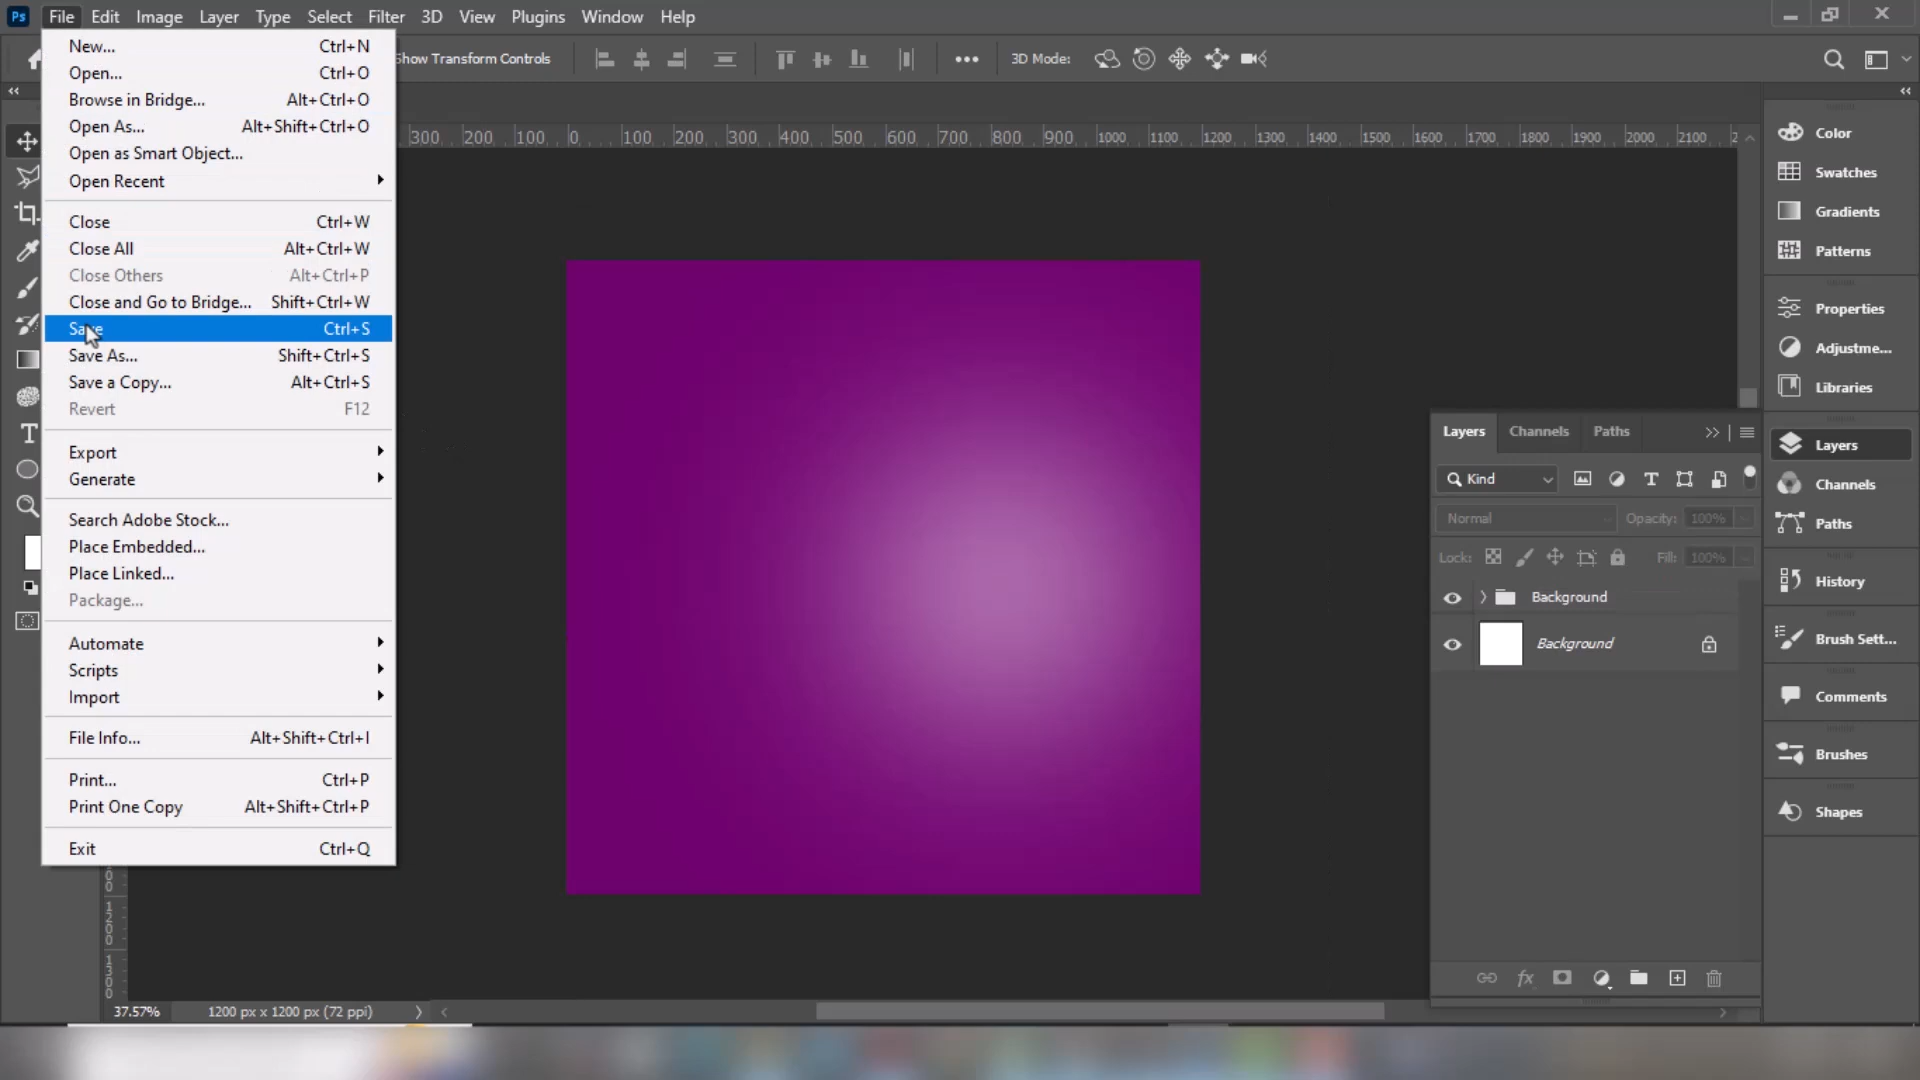 Ps File Edit Image Layer Type Select Filter 3D View Plugins Window Help
Show Transform Controls 3D Mode:
New... Ctrl+N
Open... Ctrl+O
Browse in Bridge... Alt+Ctrl+O
Open As... Alt+Shift+Ctrl+O
Open as Smart Object...
Open Recent
Close Ctrl+W
Close All Alt+Ctrl+W
Close Others Alt+Ctrl+P
Close and Go to Bridge... Shift+Ctrl+W
Save Ctrl+S
Save As... Shift+Ctrl+S
Save a Copy... Alt+Ctrl+S
Revert F12
Export
Generate
Search Adobe Stock...
Place Embedded...
Place Linked...
Package...
Automate
Scripts
Import
File Info... Alt+Shift+Ctrl+I
Print... Ctrl+P
Print One Copy Alt+Shift+Ctrl+P
Exit Ctrl+Q
300 200 100 0 100 200 300 400 500 600 700 800 900 1000 1100 1200 1300 1400 1500 1600 1700 1800 1900 2000 2100
1200
1300
Layers Channels Paths
Kind
Normal Opacity: 100%
Lock: Fill: 100%
Background
Background
Color
Swatches
Gradients
Patterns
Properties
Adjustme...
Libraries
Layers
Channels
Paths
History
Brush Sett...
Comments
Brushes
Shapes
37.57% 1200 px x 1200 px (72 ppi)